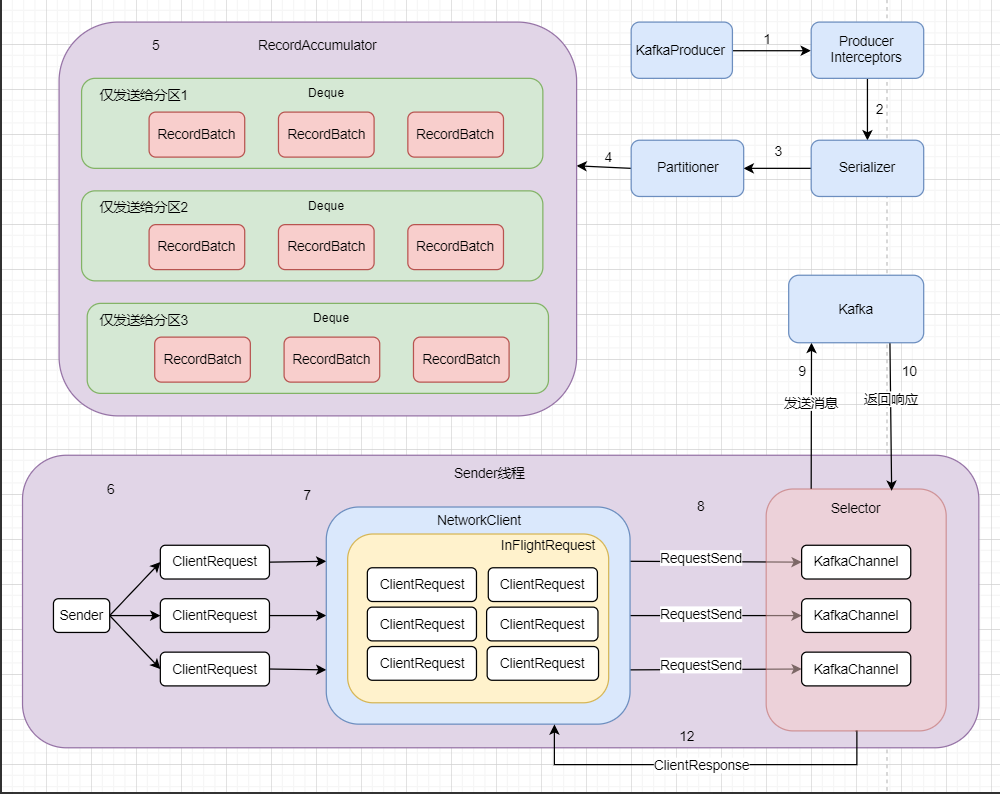 5
RecordAccumulator
仅发送给分区1
Deque
RecordBatch
RecordBatch
RecordBatch
仅发送给分区2
Deque
RecordBatch
RecordBatch
RecordBatch
仅发送给分区3
Deque
RecordBatch
RecordBatch
RecordBatch
KafkaProducer
1
Producer
Interceptors
2
Serializer
3
Partitioner
4
Kafka
9
发送消息
10
返回响应
Sender线程
6
7
8
Sender
ClientRequest
ClientRequest
ClientRequest
NetworkClient
InFlightRequest
ClientRequest
ClientRequest
ClientRequest
ClientRequest
ClientRequest
ClientRequest
RequestSend
RequestSend
RequestSend
Selector
KafkaChannel
KafkaChannel
KafkaChannel
12
ClientResponse